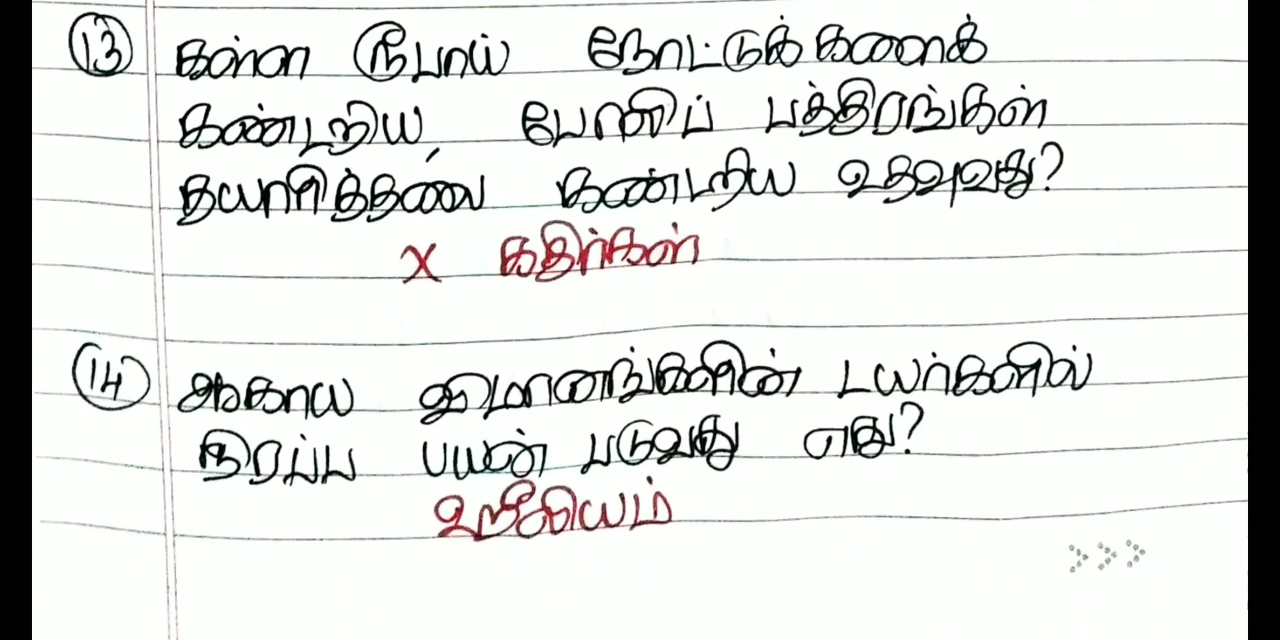 (13) கள்ள ரூபாய் நோட்டுக்களைக்
கண்டறிய, போலிப் பத்திரங்கள்
தயாரித்தலை கண்டறிய உதவுவது?
X கதிர்கள்
(14) ஆகாய விமானங்களின் டயர்களில்
நிரப்ப பயன் படுவது எது?
ஹீலியம்
>>>